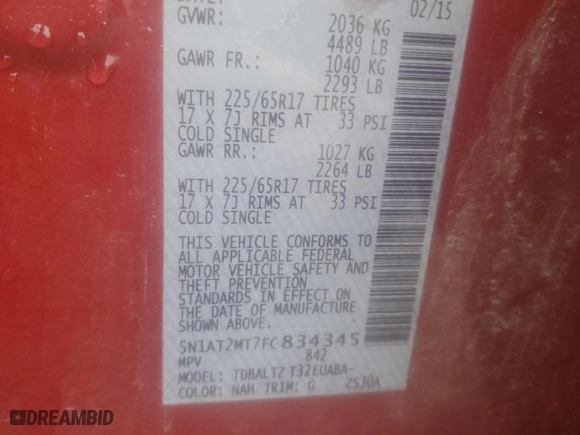 02/15
GVWR: 2036 KG
4489 LB
GAWR FR.: 1040 KG
2293 LB
WITH 225/65R17 TIRES
17 X 7J RIMS AT 33 PSI
COLD SINGLE
GAWR RR.: 1027 KG
2264 LB
WITH 225/65R17 TIRES
17 X 7J RIMS AT 33 PSI
COLD SINGLE
THIS VEHICLE CONFORMS TO
ALL APPLICABLE FEDERAL
MOTOR VEHICLE SAFETY AND
THEFT PREVENTION
STANDARDS IN EFFECT ON
THE DATE OF MANUFACTURE
SHOWN ABOVE.
5N1AT2MT7FC834345
MPV 842
MODEL: TDBALTZ T32EUABA-
COLOR: NAH TRIM: G 2S30A
DREAMBID